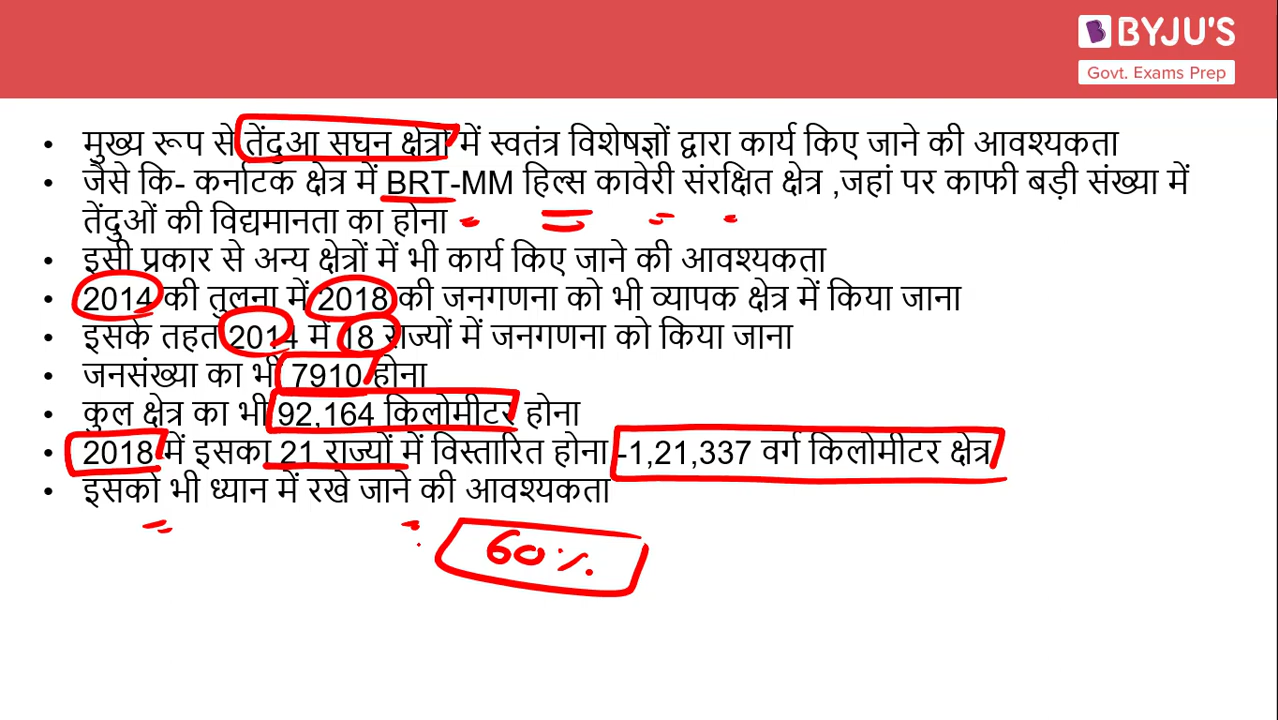 BYJU'S
Govt. Exams Prep
• मुख्य रूप से तेंदुआ सघन क्षेत्रों में स्वतंत्र विशेषज्ञों द्वारा कार्य किए जाने की आवश्यकता
• जैसे कि- कर्नाटक क्षेत्र में BRT-MM हिल्स कावेरी संरक्षित क्षेत्र ,जहां पर काफी बड़ी संख्या में
तेंदुओं की विद्यमानता का होना
• इसी प्रकार से अन्य क्षेत्रों में भी कार्य किए जाने की आवश्यकता
• 2014 की तुलना में 2018 की जनगणना को भी व्यापक क्षेत्र में किया जाना
• इसके तहत 2014 में 18 राज्यों में जनगणना को किया जाना
• जनसंख्या का भी 7910 होना
• कुल क्षेत्र का भी 92,164 किलोमीटर होना
• 2018 में इसका 21 राज्यों में विस्तारित होना -1,21,337 वर्ग किलोमीटर क्षेत्र
• इसको भी ध्यान में रखे जाने की आवश्यकता
60%